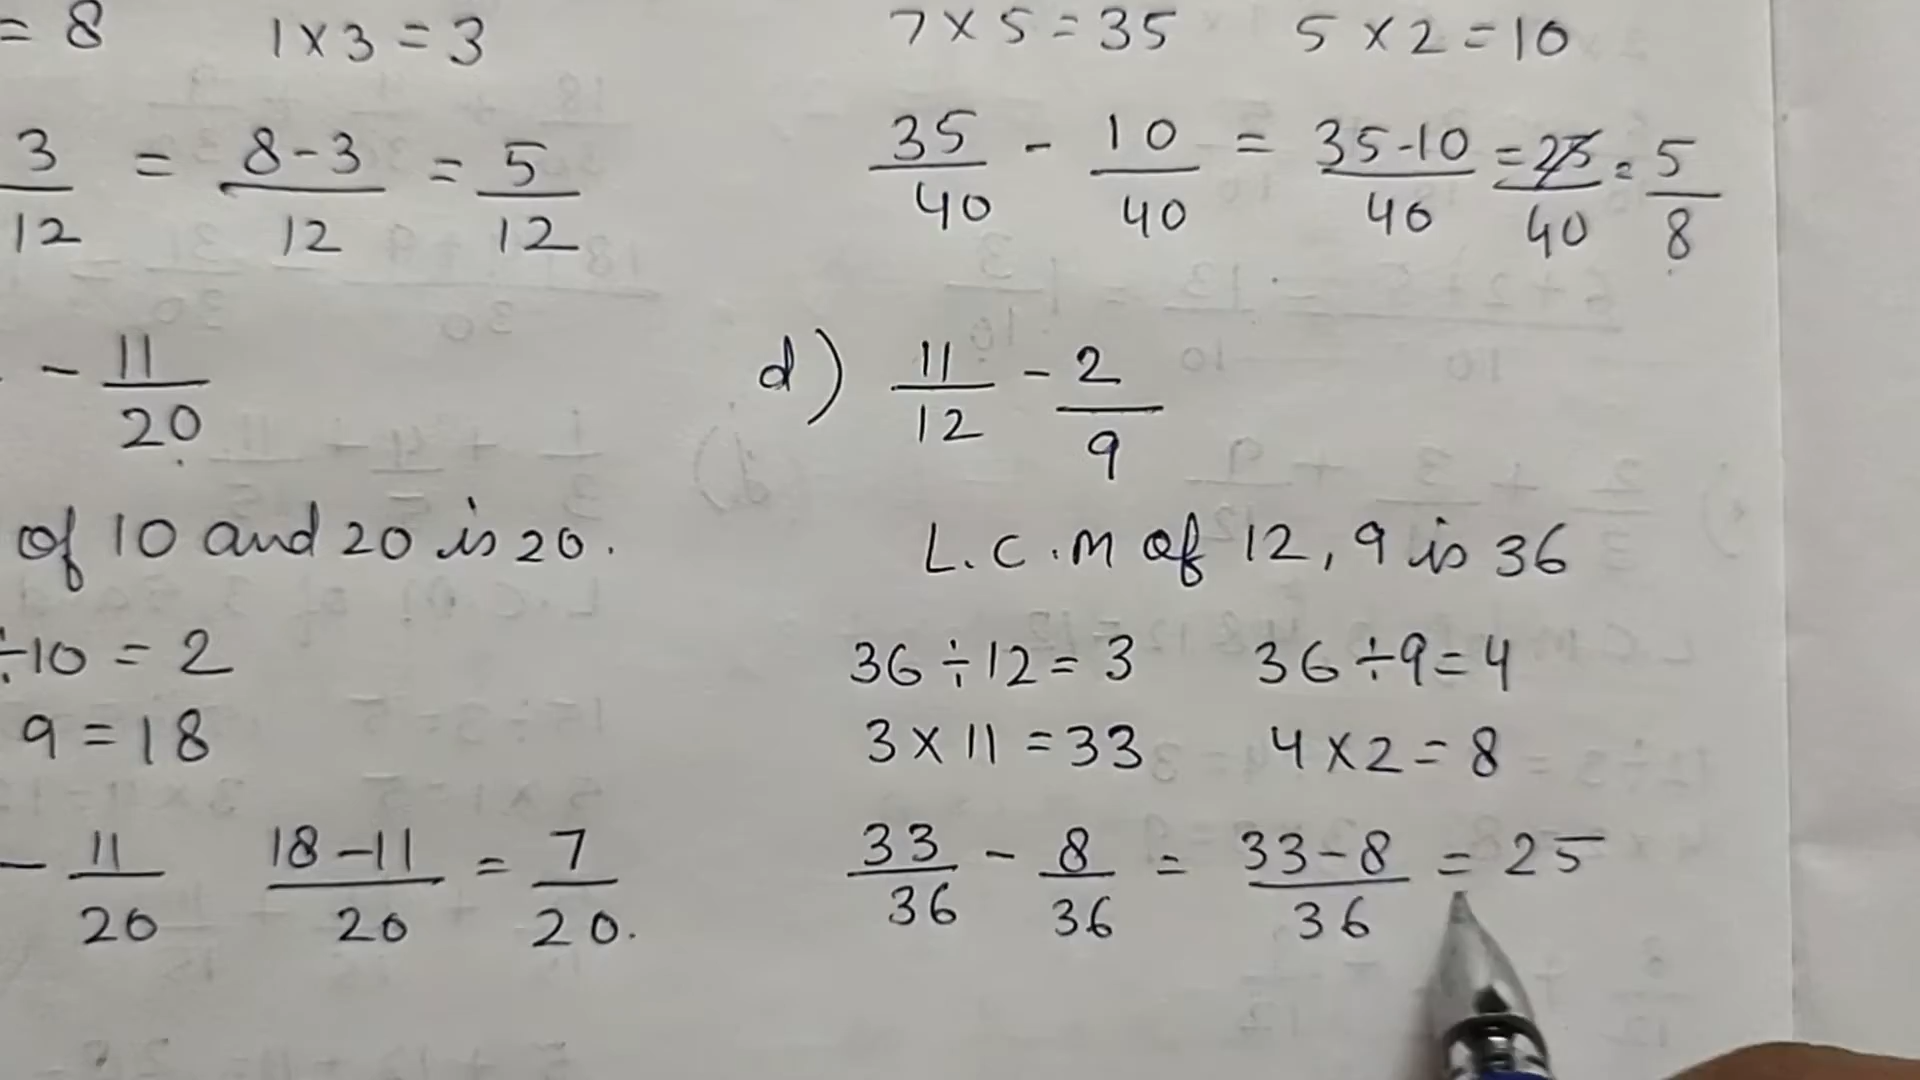 = 8 1 x 3 = 3
3/12 = 8-3/12 = 5/12
- 11/20
of 10 and 20 is 20.
÷10 = 2
9 = 18
- 11/20 18-11/20 = 7/20.
7 x 5 = 35 5 x 2 = 10
35/40 - 10/40 = 35-10/40 = 25/40 = 5/8
d) 11/12 - 2/9
L.C.M of 12, 9 is 36
36 ÷ 12 = 3 36 ÷ 9 = 4
3 x 11 = 33 4 x 2 = 8
33/36 - 8/36 = 33-8/36 = 25